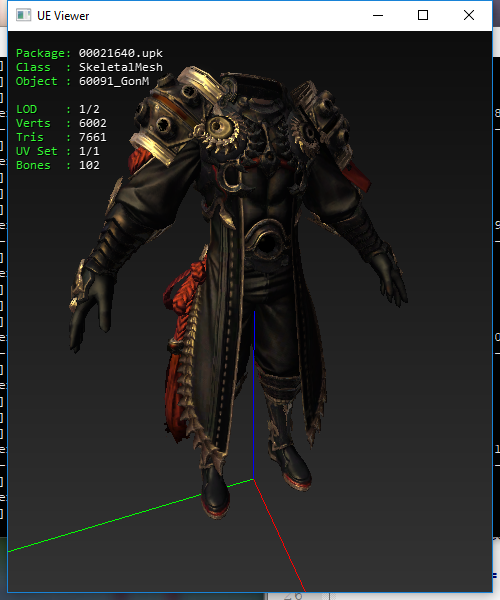 UE Viewer
Package: 00021640.upk
Class : SkeletalMesh
Object : 60091_GonM
LOD : 1/2
Verts : 6002
Tris : 7661
UV Set : 1/1
Bones : 102